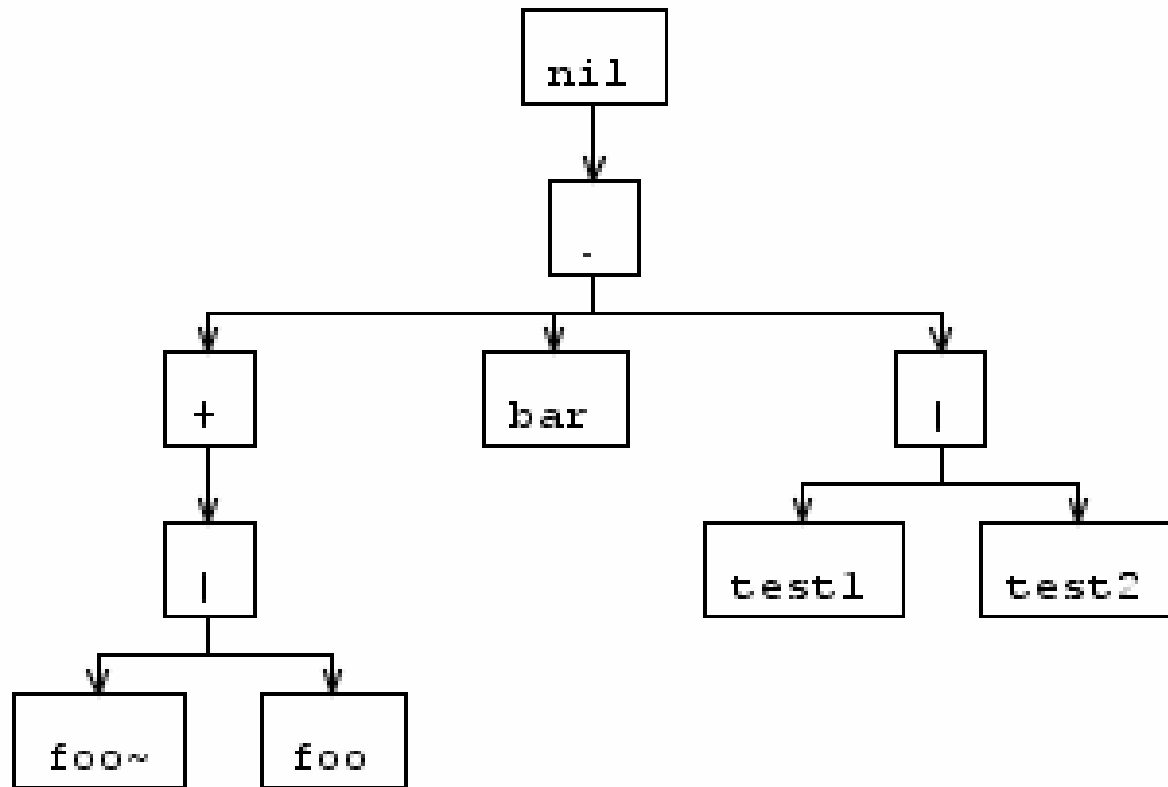 nil
-
+ bar |
|
test1 test2
foo~ foo